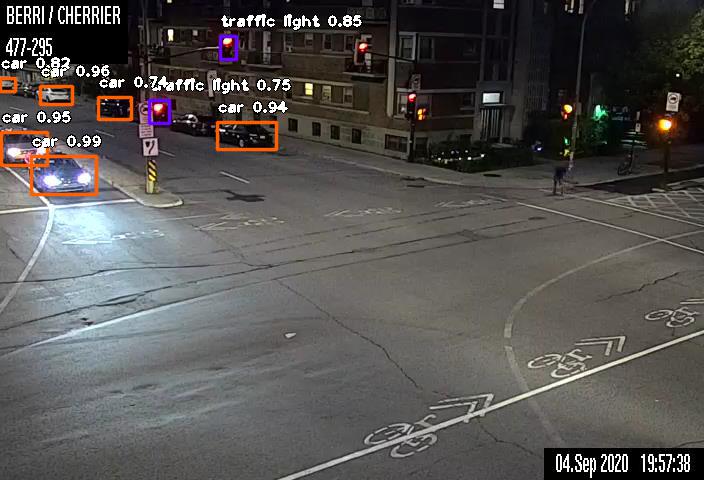 BERRI / CHERRIER
477-295
traffic light 0.85
car 0.82
car 0.96
car 0.74
traffic light 0.75
car 0.94
car 0.95
car 0.99
04.Sep 2020 19:57:38